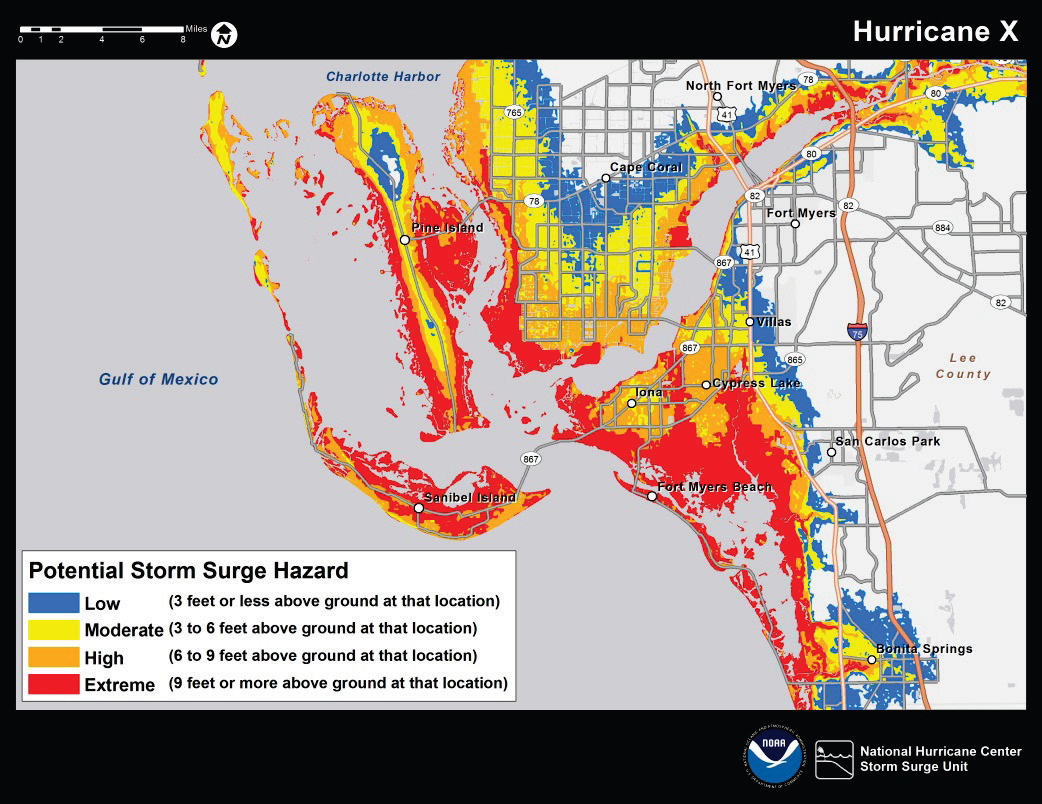 Miles
0 1 2 4 6 8
N
Hurricane X
Charlotte Harbor
North Fort Myers
78
80
765
41
80
Cape Coral
82
78
Fort Myers
82
Pine Island
884
41
867
82
Villas
75
867
865
Lee
County
Gulf of Mexico
Cypress Lake
Iona
San Carlos Park
867
Fort Myers Beach
Sanibel Island
Bonita Springs
Potential Storm Surge Hazard
Low (3 feet or less above ground at that location)
Moderate (3 to 6 feet above ground at that location)
High (6 to 9 feet above ground at that location)
Extreme (9 feet or more above ground at that location)
NOAA
National Hurricane Center
Storm Surge Unit